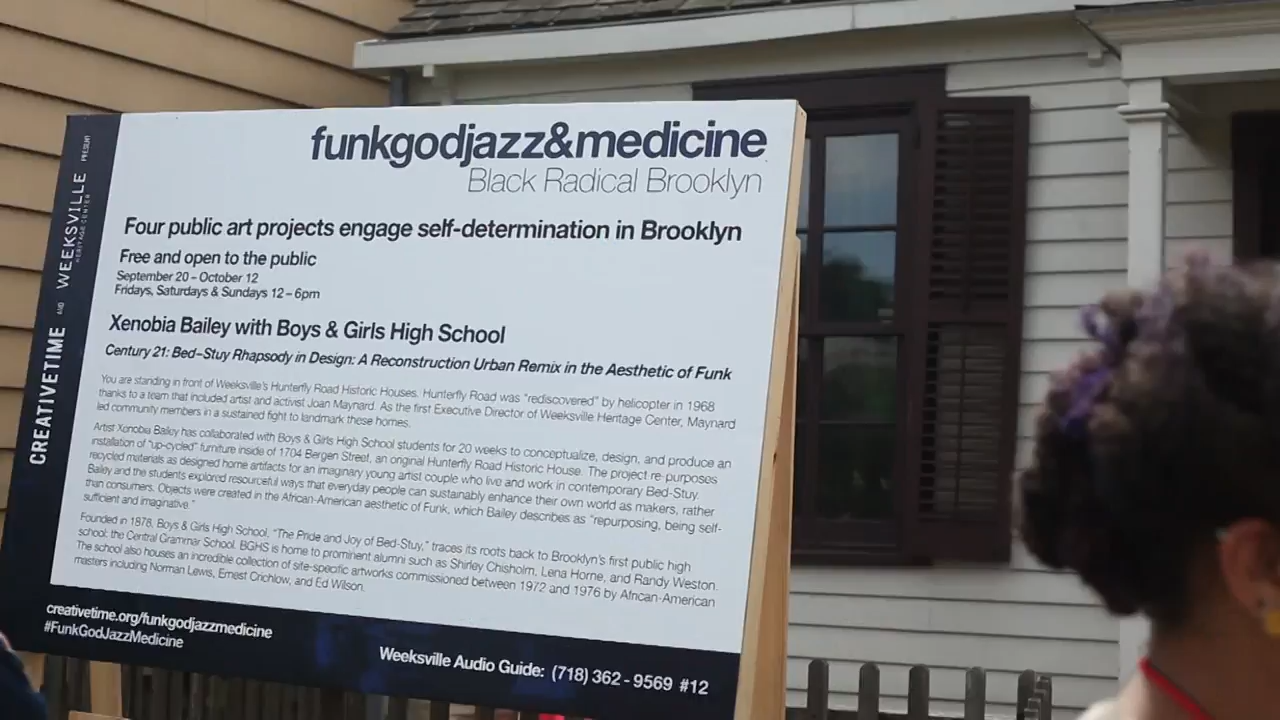 funkgodjazz&medicine
Black Radical Brooklyn
Four public art projects engage self-determination in Brooklyn
Free and open to the public
September 20 – October 12
Fridays, Saturdays & Sundays 12 – 6pm
Xenobia Bailey with Boys & Girls High School
Century 21: Bed–Stuy Rhapsody in Design: A Reconstruction Urban Remix in the Aesthetic of Funk
You are standing in front of Weeksville's Hunterfly Road Historic Houses. Hunterfly Road was "rediscovered" by helicopter in 1968
thanks to a team that included artist and activist Joan Maynard. As the first Executive Director of Weeksville Heritage Center, Maynard
led community members in a sustained fight to landmark these homes.
Artist Xenobia Bailey has collaborated with Boys & Girls High School students for 20 weeks to conceptualize, design, and produce an
installation of "up-cycled" furniture inside of 1704 Bergen Street, an original Hunterfly Road Historic House. The project re-purposes
recycled materials as designed home artifacts for an imaginary young artist couple who live and work in contemporary Bed-Stuy.
Bailey and the students explored resourceful ways that everyday people can sustainably enhance their own world as makers, rather
than consumers. Objects were created in the African-American aesthetic of Funk, which Bailey describes as "repurposing, being self-
sufficient and imaginative."
Founded in 1878, Boys & Girls High School, "The Pride and Joy of Bed-Stuy," traces its roots back to Brooklyn's first public high
school: the Central Grammar School. BGHS is home to prominent alumni such as Shirley Chisholm, Lena Horne, and Randy Weston.
The school also houses an incredible collection of site-specific artworks commissioned between 1972 and 1976 by African-American
masters including Norman Lewis, Ernest Crichlow, and Ed Wilson.
creativetime.org/funkgodjazzmedicine
#FunkGodJazzMedicine
Weeksville Audio Guide: (718) 362 - 9569 #12
CREATIVETIME AND WEEKSVILLE HERITAGE CENTER PRESENT